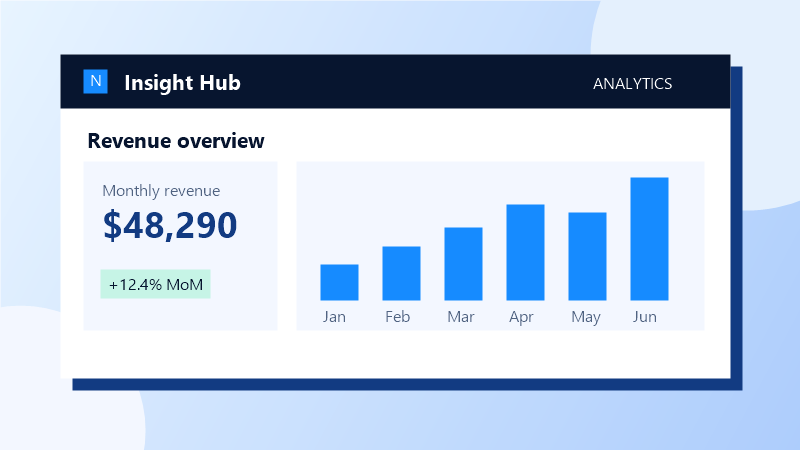 N Insight Hub ANALYTICS
Revenue overview
Monthly revenue
$48,290
+12.4% MoM
Jan Feb Mar Apr May Jun